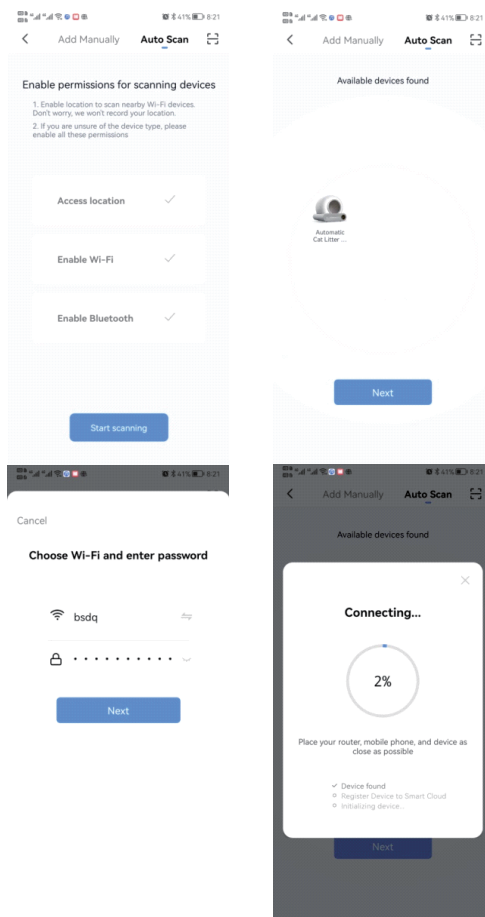 41% 8:21
Add Manually Auto Scan
Enable permissions for scanning devices
1. Enable location to scan nearby Wi-Fi devices.
Don't worry, we won't record your location.
2. If you are unsure of the device type, please
enable all these permissions
Access location
Enable Wi-Fi
Enable Bluetooth
Start scanning
41% 8:21
Add Manually Auto Scan
Available devices found
Automatic
Cat Litter ...
Next
41% 8:21
Cancel
Choose Wi-Fi and enter password
bsdq
Next
41% 8:21
Add Manually Auto Scan
Available devices found
Connecting...
2%
Place your router, mobile phone, and device as
close as possible
Device found
Register Device to Smart Cloud
Initializing device...
Next